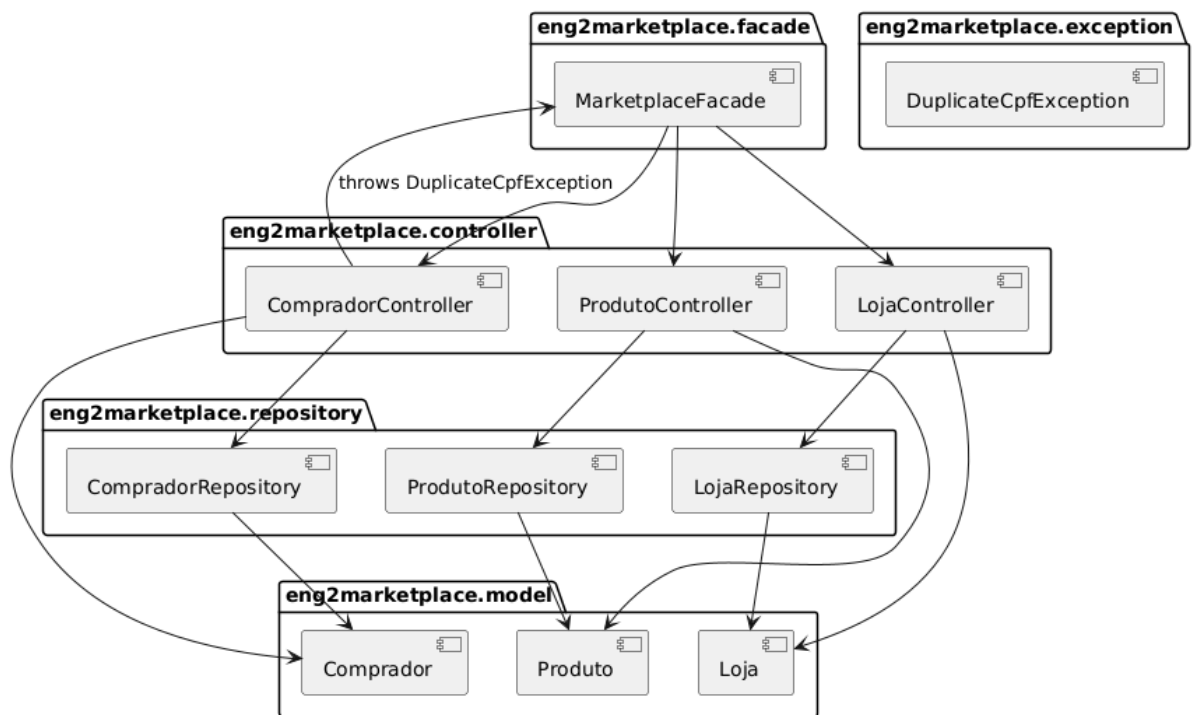 eng2marketplace.facade
eng2marketplace.exception
MarketplaceFacade
DuplicateCpfException
throws DuplicateCpfException
eng2marketplace.controller
CompradorController
ProdutoController
LojaController
eng2marketplace.repository
CompradorRepository
ProdutoRepository
LojaRepository
eng2marketplace.model
Comprador
Produto
Loja